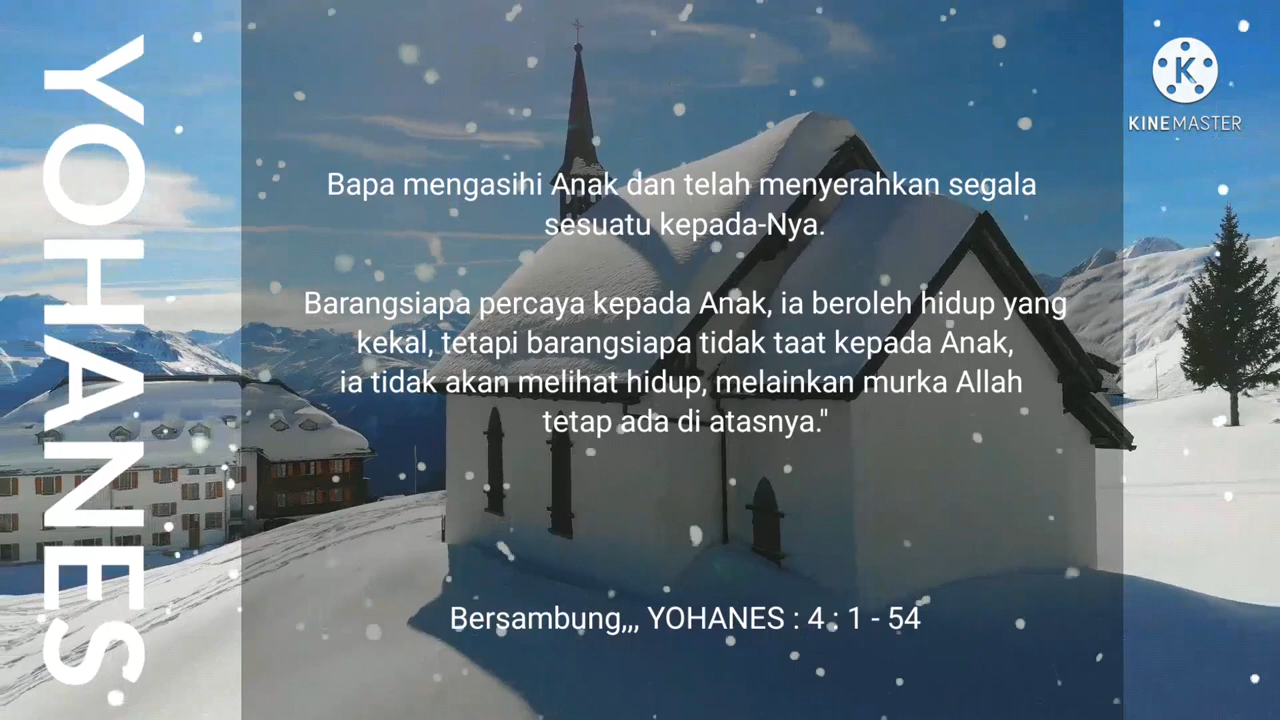 YOHANES
KINEMASTER
Bapa mengasihi Anak dan telah menyerahkan segala
sesuatu kepada-Nya.
Barangsiapa percaya kepada Anak, ia beroleh hidup yang
kekal, tetapi barangsiapa tidak taat kepada Anak,
ia tidak akan melihat hidup, melainkan murka Allah
tetap ada di atasnya."
Bersambung,,, YOHANES : 4 : 1 - 54